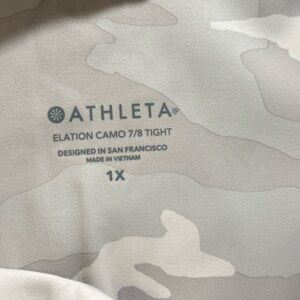 ATHLETA
ELATION CAMO 7/8 TIGHT
DESIGNED IN SAN FRANCISCO
MADE IN VIETNAM
1X